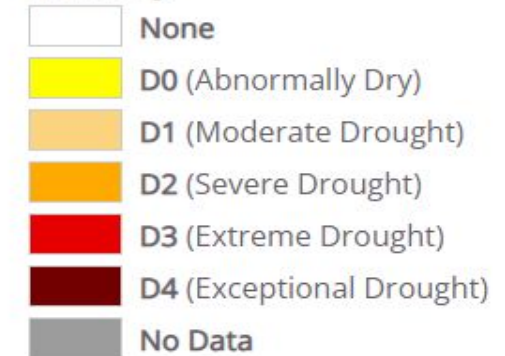 None
D0 (Abnormally Dry)
D1 (Moderate Drought)
D2 (Severe Drought)
D3 (Extreme Drought)
D4 (Exceptional Drought)
No Data